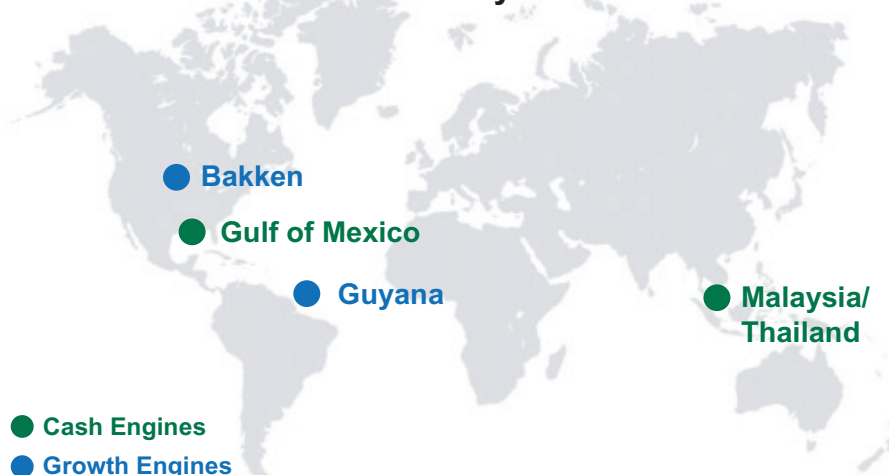 Bakken
Gulf of Mexico
Guyana
Malaysia/
Thailand
Cash Engines
Growth Engines